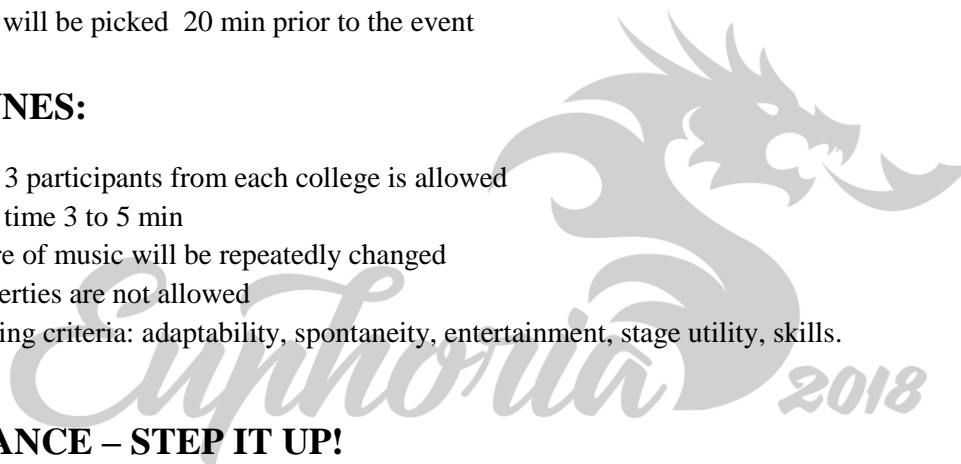 will be picked 20 min prior to the event
NES:
3 participants from each college is allowed
time 3 to 5 min
re of music will be repeatedly changed
erties are not allowed
ing criteria: adaptability, spontaneity, entertainment, stage utility, skills.
Euphoria 2018
ANCE – STEP IT UP!